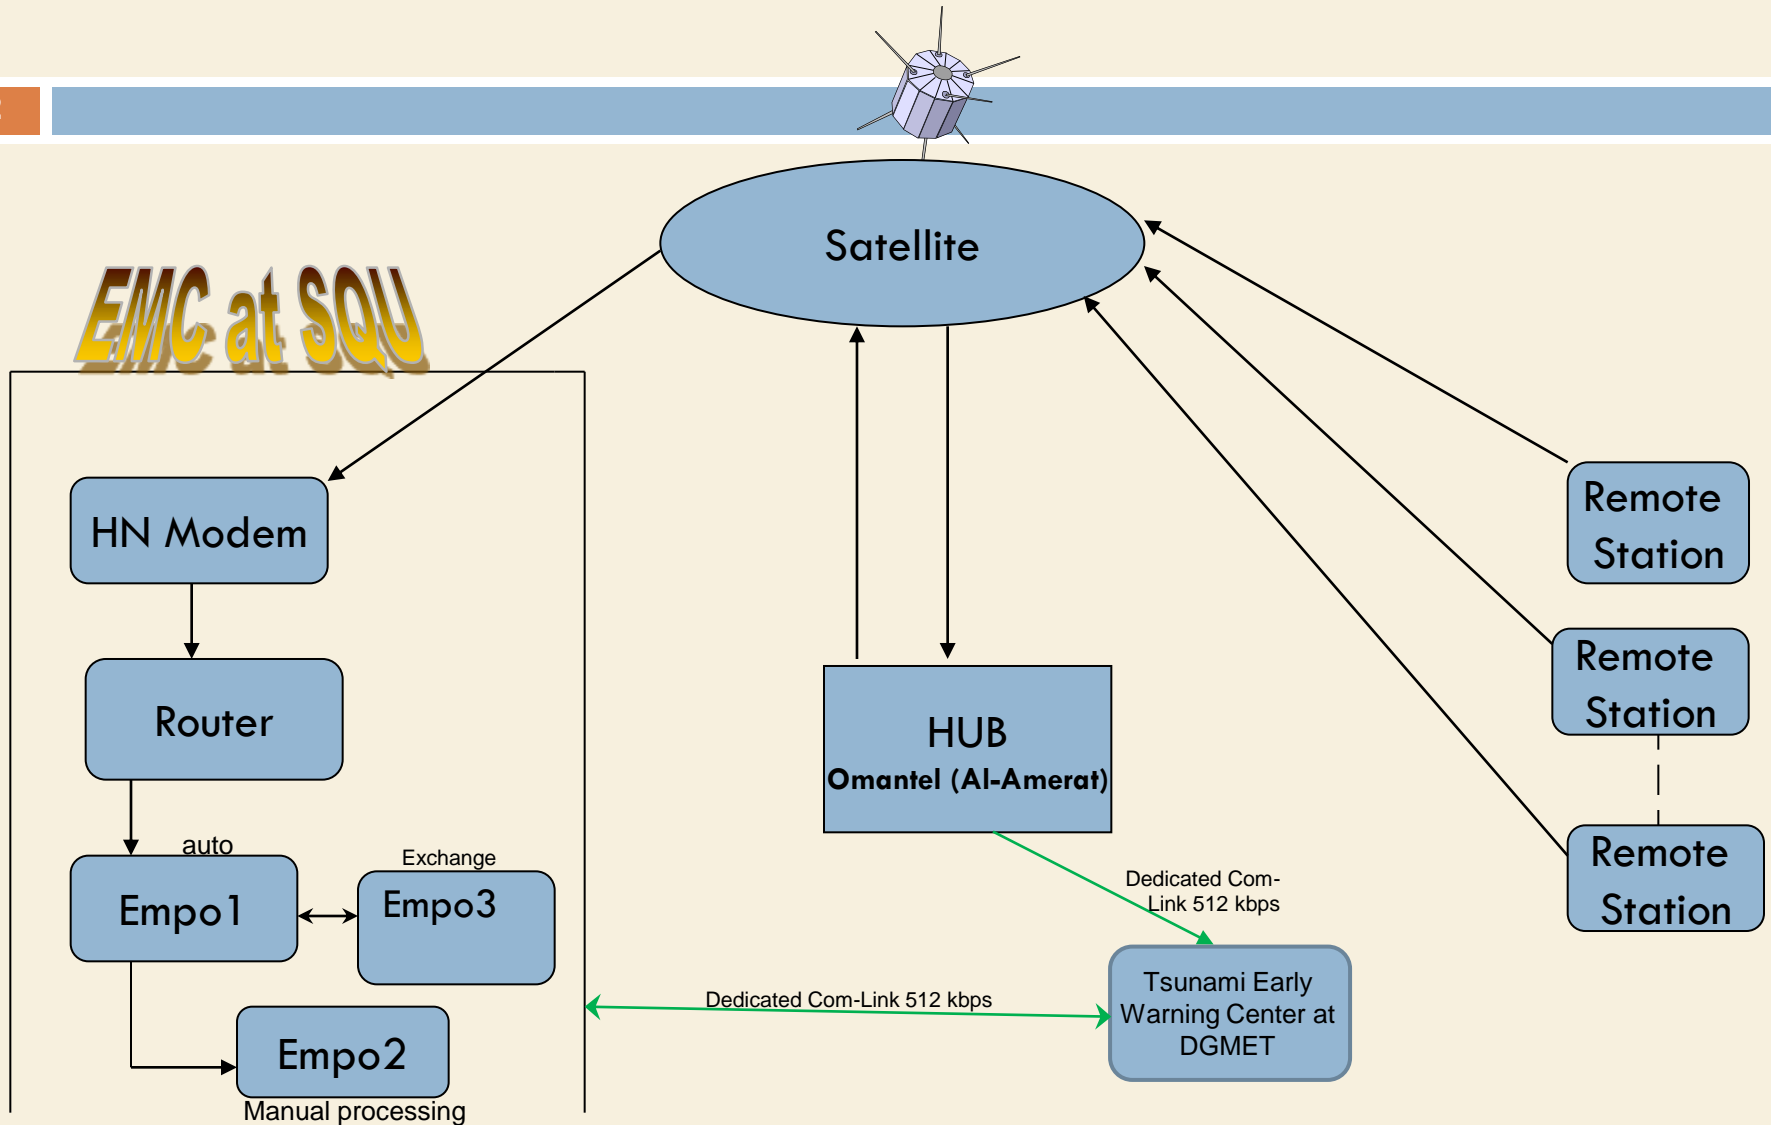 Satellite
EMC at SQU
HN Modem
Router
auto
Empo1
Exchange
Empo3
Empo2
Manual processing
HUB
Omantel (Al-Amerat)
Dedicated Com-
Link 512 kbps
Dedicated Com-Link 512 kbps
Tsunami Early
Warning Center at
DGMET
Remote
Station
Remote
Station
Remote
Station